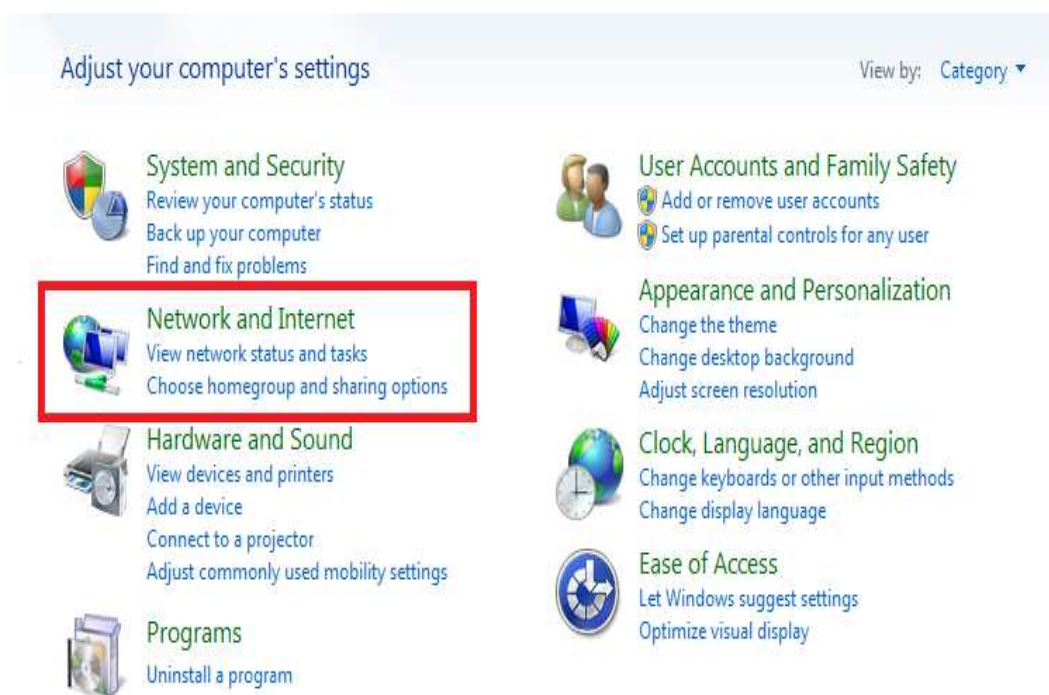 Adjust your computer's settings
View by: Category
System and Security
Review your computer's status
Back up your computer
Find and fix problems
Network and Internet
View network status and tasks
Choose homegroup and sharing options
Hardware and Sound
View devices and printers
Add a device
Connect to a projector
Adjust commonly used mobility settings
Programs
Uninstall a program
User Accounts and Family Safety
Add or remove user accounts
Set up parental controls for any user
Appearance and Personalization
Change the theme
Change desktop background
Adjust screen resolution
Clock, Language, and Region
Change keyboards or other input methods
Change display language
Ease of Access
Let Windows suggest settings
Optimize visual display